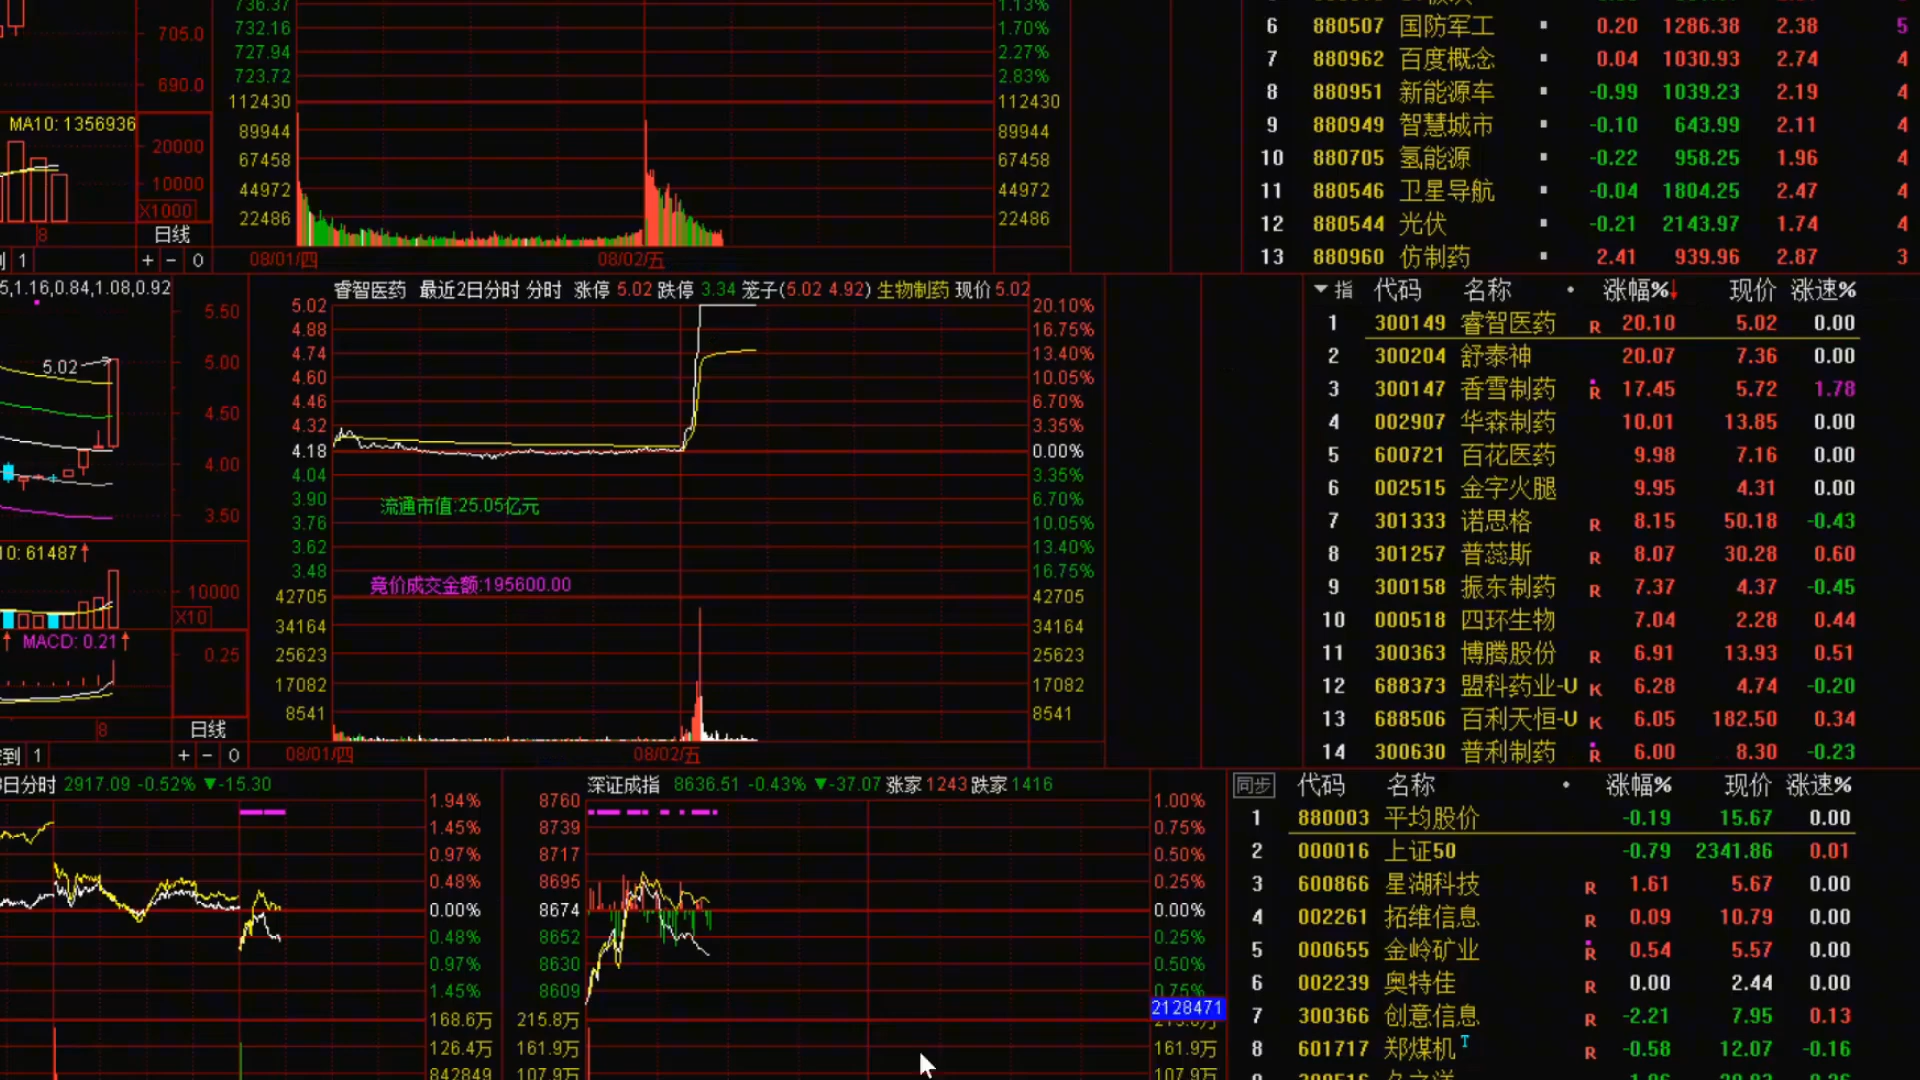 736.37 1.13%
705.0 732.16 1.70%
727.94 2.27%
690.0 723.72 2.83%
MA10: 1356936 112430 112430
20000 89944 89944
10000 67458 67458
X1000 44972 44972
22486 22486
8 日线
1 + − 0 08/01/四 08/02/五
6 880507 国防军工 0.20 1286.38 2.38 5
7 880962 百度概念 0.04 1030.93 2.74 4
8 880951 新能源车 -0.99 1039.23 2.19 4
9 880949 智慧城市 -0.10 643.99 2.11 4
10 880705 氢能源 -0.22 958.25 1.96 4
11 880546 卫星导航 -0.04 1804.25 2.47 4
12 880544 光伏 -0.21 2143.97 1.74 4
13 880960 仿制药 2.41 939.96 2.87 3
5,1.16,0.84,1.08,0.92
5.50
5.02 5.00
4.50
4.00
3.50
0: 61487↑
10000
X10
MACD: 0.21↑
0.25
8 日线
到 1 + − 0
睿智医药 最近2日分时 分时 涨停 5.02 跌停 3.34 笼子(5.02 4.92) 生物制药 现价 5.02
5.02 20.10%
4.88 16.75%
4.74 13.40%
4.60 10.05%
4.46 6.70%
4.32 3.35%
4.18 0.00%
4.04 3.35%
3.90 流通市值:25.05亿元 6.70%
3.76 10.05%
3.62 13.40%
3.48 竟价成交金额:195600.00 16.75%
42705 42705
34164 34164
25623 25623
17082 17082
8541 8541
08/01/四 08/02/五
指 代码 名称 涨幅%↓ 现价 涨速%
1 300149 睿智医药 R 20.10 5.02 0.00
2 300204 舒泰神 20.07 7.36 0.00
3 300147 香雪制药 R 17.45 5.72 1.78
4 002907 华森制药 10.01 13.85 0.00
5 600721 百花医药 9.98 7.16 0.00
6 002515 金字火腿 9.95 4.31 0.00
7 301333 诺思格 R 8.15 50.18 -0.43
8 301257 普蕊斯 R 8.07 30.28 0.60
9 300158 振东制药 R 7.37 4.37 -0.45
10 000518 四环生物 7.04 2.28 0.44
11 300363 博腾股份 R 6.91 13.93 0.51
12 688373 盟科药业-U K 6.28 4.74 -0.20
13 688506 百利天恒-U K 6.05 182.50 0.34
14 300630 普利制药 R 6.00 8.30 -0.23
日分时 2917.09 -0.52% ▼-15.30
1.94%
1.45%
0.97%
0.48%
0.00%
0.48%
0.97%
1.45%
168.6万
126.4万
842849
深证成指 8636.51 -0.43% ▼-37.07 涨家 1243 跌家 1416
8760 1.00%
8739 0.75%
8717 0.50%
8695 0.25%
8674 0.00%
8652 0.25%
8630 0.50%
8609 0.75%
2128471
215.8万
161.9万 161.9万
107.9万 107.9万
同步 代码 名称 涨幅% 现价 涨速%
1 880003 平均股价 -0.19 15.67 0.00
2 000016 上证50 -0.79 2341.86 0.01
3 600866 星湖科技 R 1.61 5.67 0.00
4 002261 拓维信息 R 0.09 10.79 0.00
5 000655 金岭矿业 R 0.54 5.57 0.00
6 002239 奥特佳 R 0.00 2.44 0.00
7 300366 创意信息 R -2.21 7.95 0.13
8 601717 郑煤机 T R -0.58 12.07 -0.16